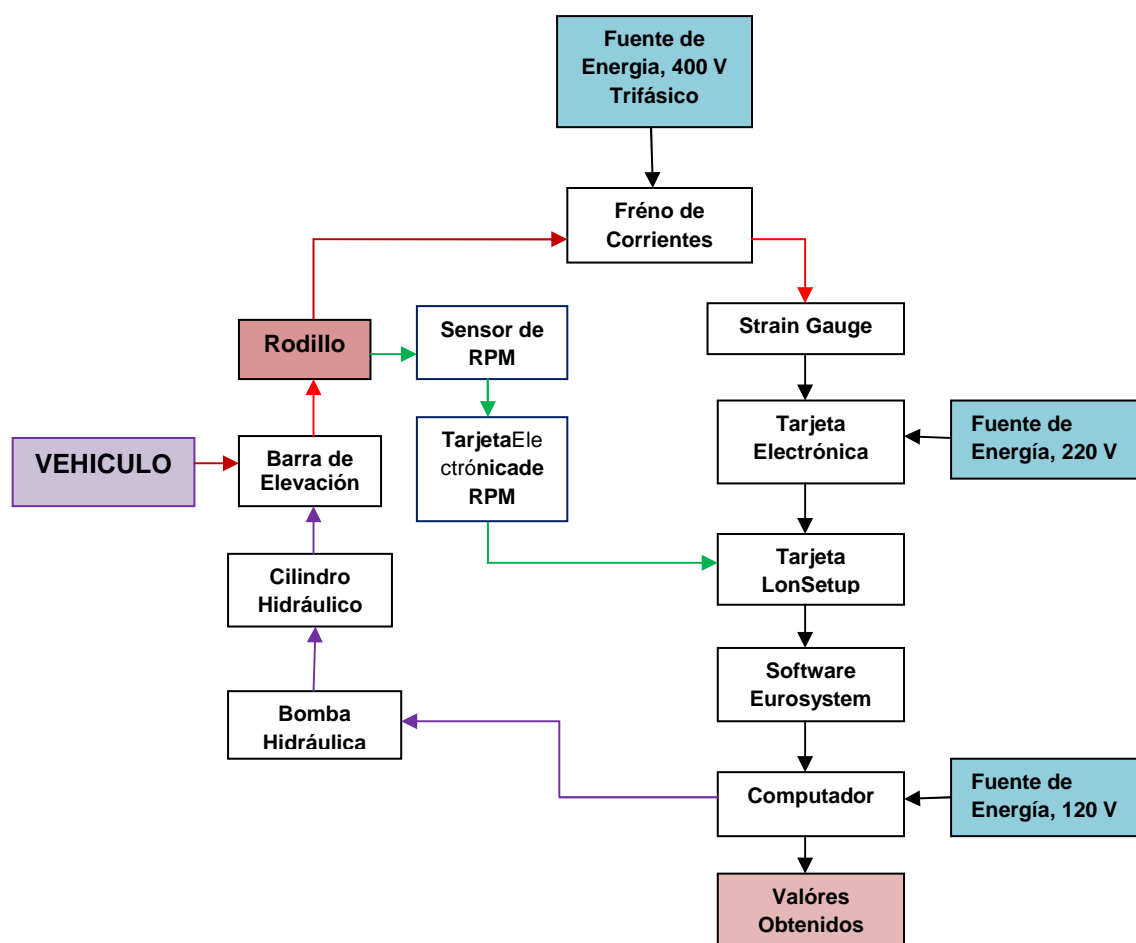 Fuente de
Energia, 400 V
Trifásico
Fréno de
Corrientes
Rodillo
Sensor de
RPM
Strain Gauge
VEHICULO
Barra de
Elevación
TarjetaEle
ctrónicade
RPM
Tarjeta
Electrónica
Fuente de
Energía, 220 V
Cilindro
Hidráulico
Tarjeta
LonSetup
Bomba
Hidráulica
Software
Eurosystem
Computador
Fuente de
Energía, 120 V
Valóres
Obtenidos